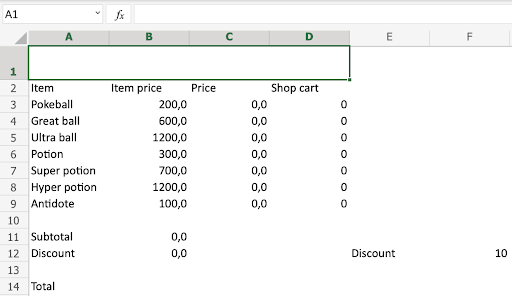 A1 fx
A B C D E F
1
2 Item Item price Price Shop cart
3 Pokeball 200,0 0,0 0
4 Great ball 600,0 0,0 0
5 Ultra ball 1200,0 0,0 0
6 Potion 300,0 0,0 0
7 Super potion 700,0 0,0 0
8 Hyper potion 1200,0 0,0 0
9 Antidote 100,0 0,0 0
10
11 Subtotal 0,0
12 Discount 0,0 Discount 10
13
14 Total